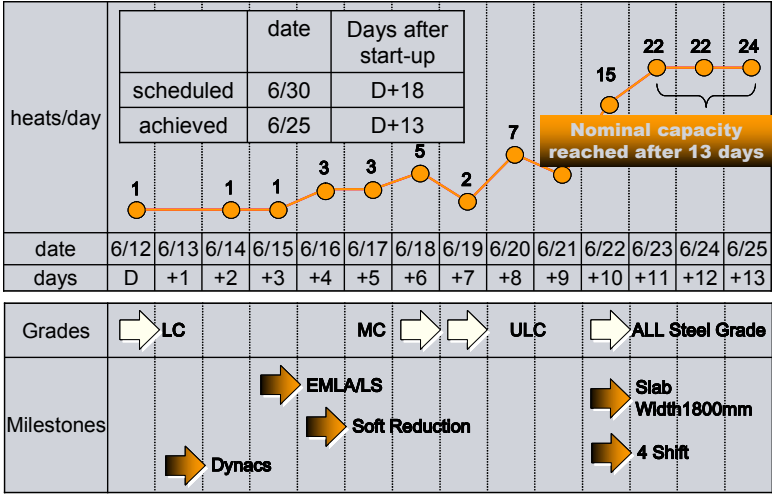 date
Days after
start-up
scheduled
6/30
D+18
achieved
6/25
D+13
heats/day
1
1
1
3
3
5
2
7
15
22
22
24
Nominal capacity
reached after 13 days
date
6/12
6/13
6/14
6/15
6/16
6/17
6/18
6/19
6/20
6/21
6/22
6/23
6/24
6/25
days
D
+1
+2
+3
+4
+5
+6
+7
+8
+9
+10
+11
+12
+13
Grades
LC
MC
ULC
ALL Steel Grade
Milestones
EMLA/LS
Soft Reduction
Dynacs
Slab
Width1800mm
4 Shift